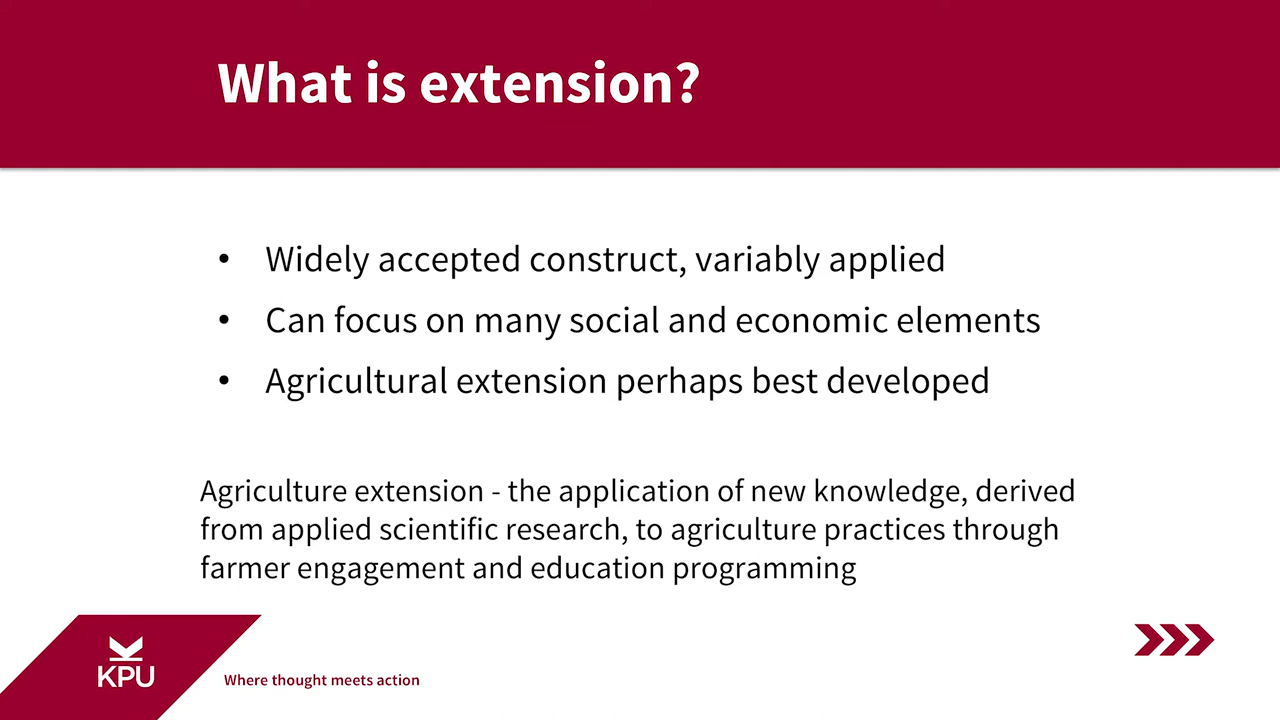 What is extension?
• Widely accepted construct, variably applied
• Can focus on many social and economic elements
• Agricultural extension perhaps best developed
Agriculture extension - the application of new knowledge, derived
from applied scientific research, to agriculture practices through
farmer engagement and education programming
KPU
Where thought meets action